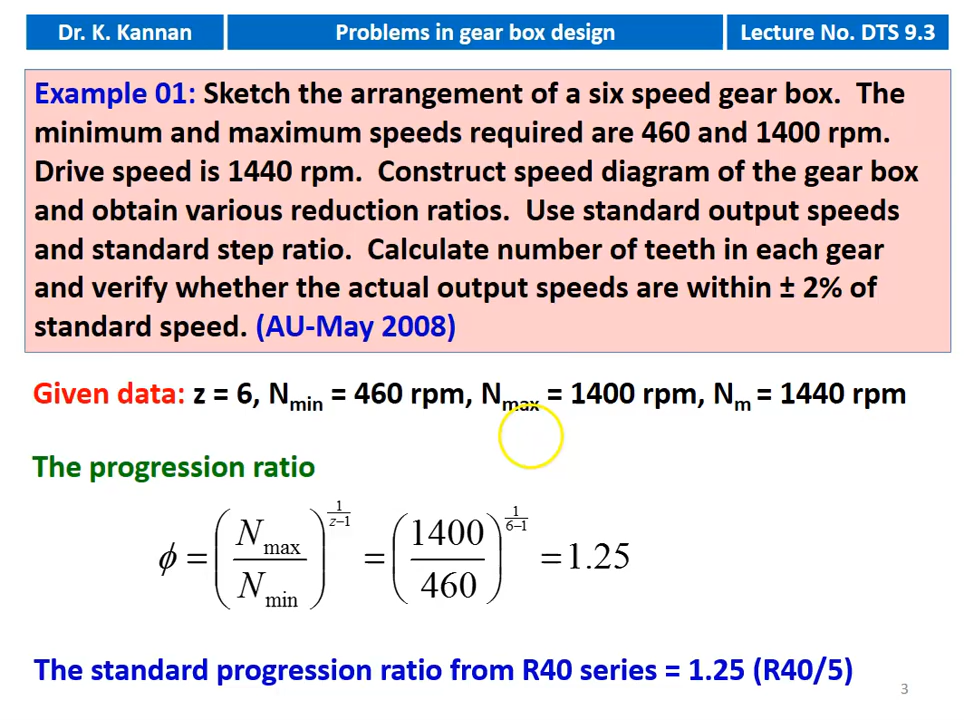 Dr. K. Kannan
Problems in gear box design
Lecture No. DTS 9.3
Example 01: Sketch the arrangement of a six speed gear box. The
minimum and maximum speeds required are 460 and 1400 rpm.
Drive speed is 1440 rpm. Construct speed diagram of the gear box
and obtain various reduction ratios. Use standard output speeds
and standard step ratio. Calculate number of teeth in each gear
and verify whether the actual output speeds are within ± 2% of
standard speed. (AU-May 2008)
Given data: z = 6, Nmin = 460 rpm, Nmax = 1400 rpm, Nm = 1440 rpm
The progression ratio
ϕ = (Nmax / Nmin)^(1/(z−1)) = (1400 / 460)^(1/(6−1)) = 1.25
The standard progression ratio from R40 series = 1.25 (R40/5)
3